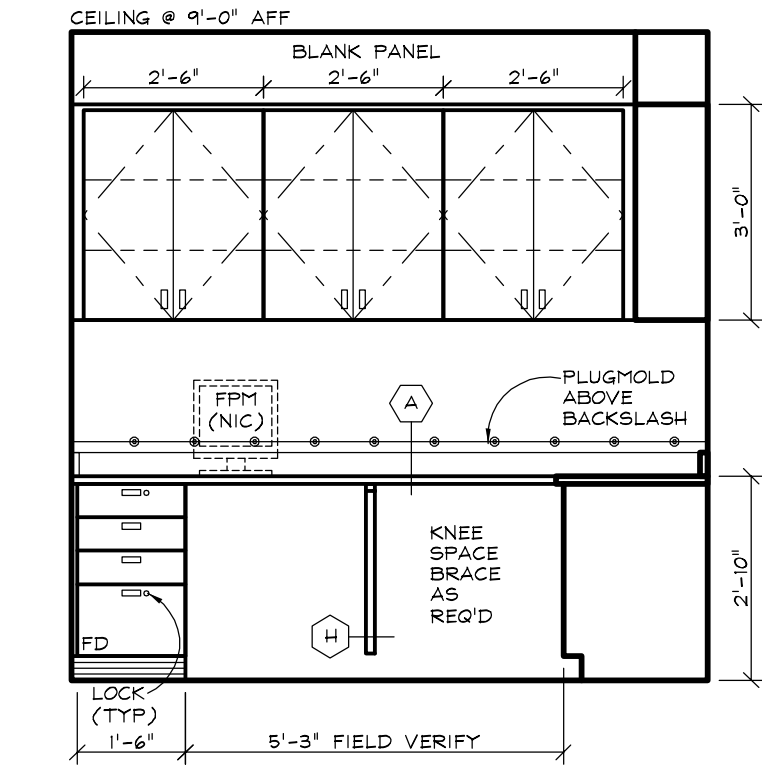 CEILING @ 9'-0" AFF
BLANK PANEL
2'-6" 2'-6" 2'-6"
3'-0"
FPM
(NIC)
A
PLUGMOLD
ABOVE
BACKSLASH
KNEE
SPACE
BRACE
AS
REQ'D
2'-10"
H
FD
LOCK
(TYP)
1'-6" 5'-3" FIELD VERIFY